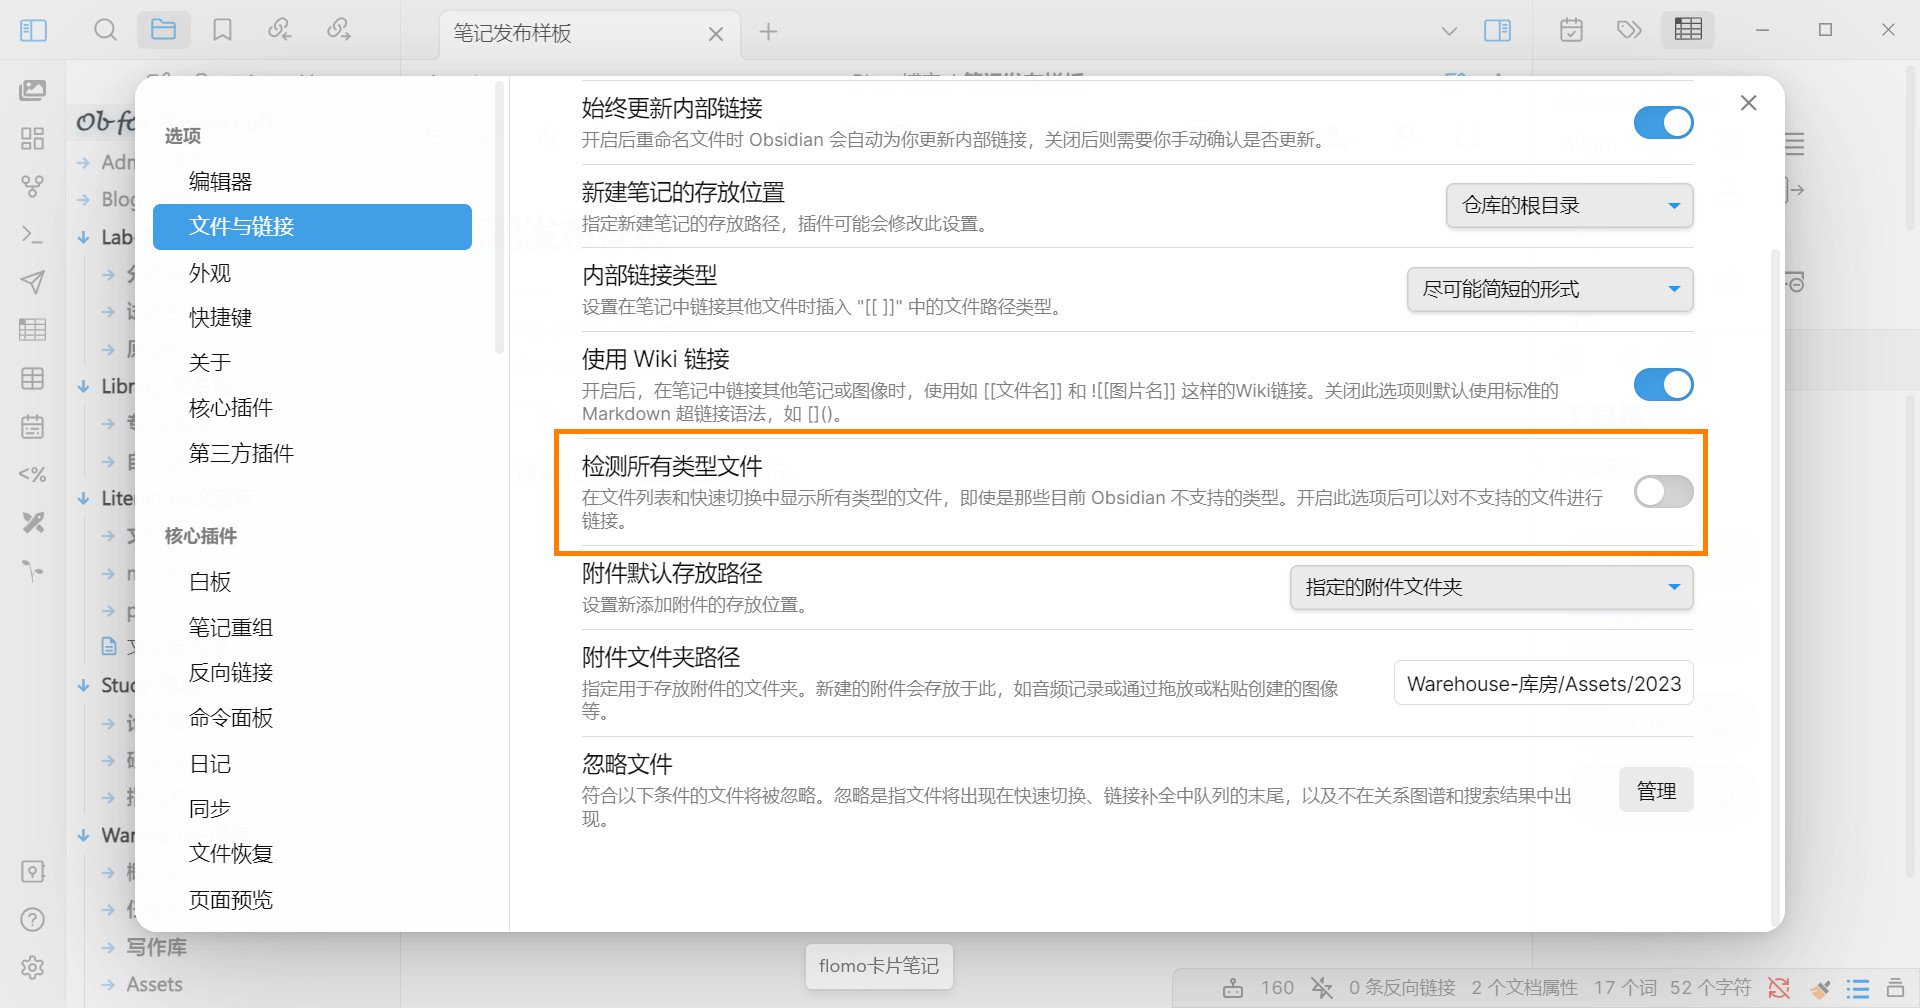 笔记发布样板
选项
编辑器
文件与链接
外观
快捷键
关于
核心插件
第三方插件
核心插件
白板
笔记重组
反向链接
命令面板
日记
同步
文件恢复
页面预览
始终更新内部链接
开启后重命名文件时 Obsidian 会自动为你更新内部链接，关闭后则需要你手动确认是否更新。
新建笔记的存放位置
指定新建笔记的存放路径，插件可能会修改此设置。
仓库的根目录
内部链接类型
设置在笔记中链接其他文件时插入 "[[ ]]" 中的文件路径类型。
尽可能简短的形式
使用 Wiki 链接
开启后，在笔记中链接其他笔记或图像时，使用如 [[文件名]] 和 ![[图片名]] 这样的Wiki链接。关闭此选项则默认使用标准的
Markdown 超链接语法，如 []()。
检测所有类型文件
在文件列表和快速切换中显示所有类型的文件，即使是那些目前 Obsidian 不支持的类型。开启此选项后可以对不支持的文件进行
链接。
附件默认存放路径
设置新添加附件的存放位置。
指定的附件文件夹
附件文件夹路径
指定用于存放附件的文件夹。新建的附件会存放于此，如音频记录或通过拖放或粘贴创建的图像
等。
Warehouse-库房/Assets/2023
忽略文件
符合以下条件的文件将被忽略。忽略是指文件将出现在快速切换、链接补全中队列的末尾，以及不在关系图谱和搜索结果中出
现。
管理
写作库
Assets
flomo卡片笔记
160
0 条反向链接
2 个文档属性
17 个词
52 个字符